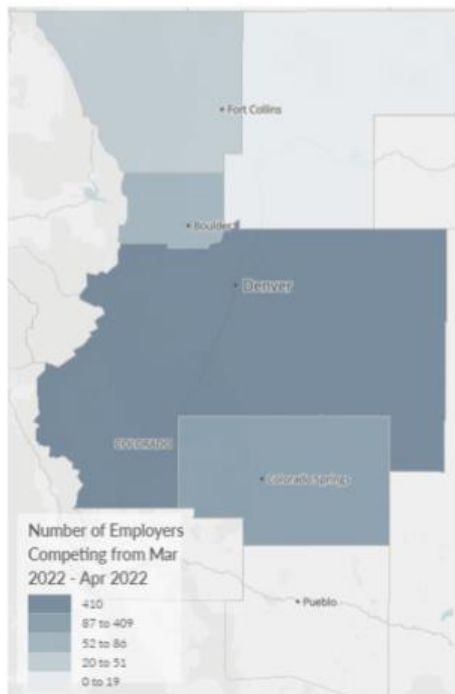 Fort Collins
Boulder
Denver
COLORADO
Colorado Springs
Number of Employers
Competing from Mar
2022 - Apr 2022
410
87 to 409
52 to 86
20 to 51
0 to 19
Pueblo